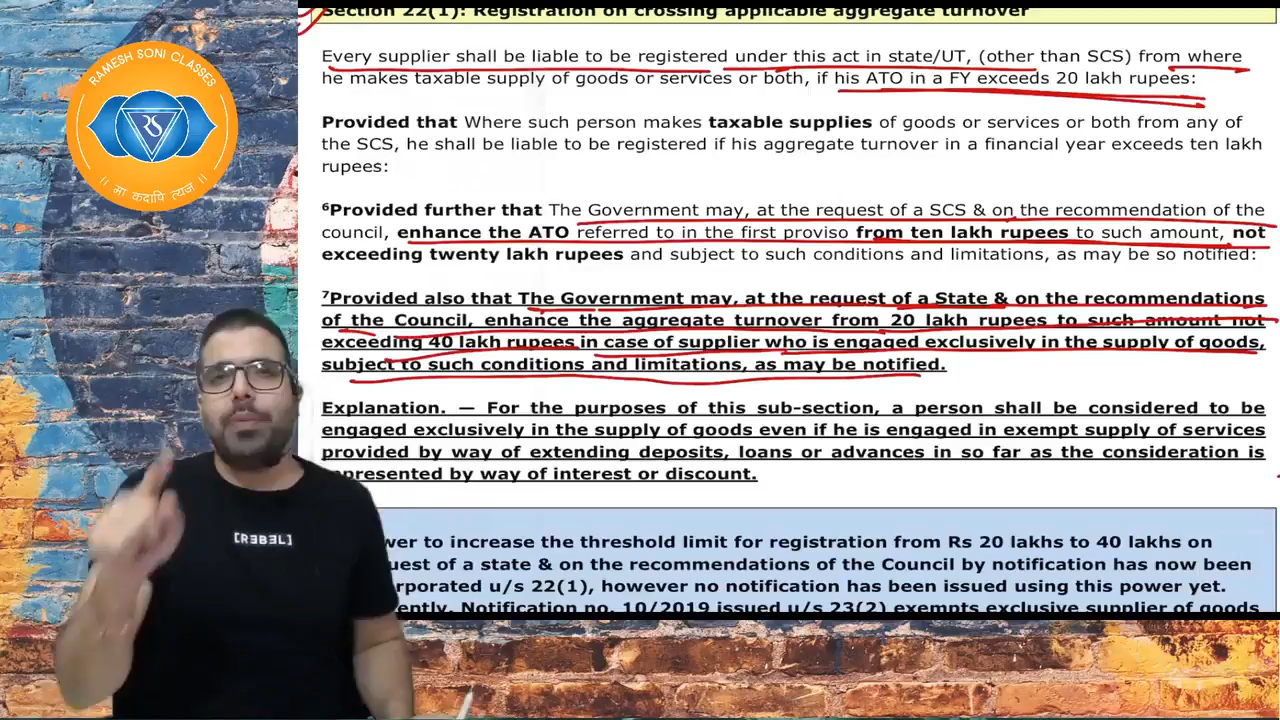 RAMESH SONI CLASSES
RS
।। मा कदापि त्यज ।।
Section 22(1): Registration on crossing applicable aggregate turnover
Every supplier shall be liable to be registered under this act in state/UT, (other than SCS) from where
he makes taxable supply of goods or services or both, if his ATO in a FY exceeds 20 lakh rupees:
Provided that Where such person makes taxable supplies of goods or services or both from any of
the SCS, he shall be liable to be registered if his aggregate turnover in a financial year exceeds ten lakh
rupees:
6Provided further that The Government may, at the request of a SCS & on the recommendation of the
council, enhance the ATO referred to in the first proviso from ten lakh rupees to such amount, not
exceeding twenty lakh rupees and subject to such conditions and limitations, as may be so notified:
7Provided also that The Government may, at the request of a State & on the recommendations
of the Council, enhance the aggregate turnover from 20 lakh rupees to such amount not
exceeding 40 lakh rupees in case of supplier who is engaged exclusively in the supply of goods,
subject to such conditions and limitations, as may be notified.
Explanation. — For the purposes of this sub-section, a person shall be considered to be
engaged exclusively in the supply of goods even if he is engaged in exempt supply of services
provided by way of extending deposits, loans or advances in so far as the consideration is
represented by way of interest or discount.
to increase the threshold limit for registration from Rs 20 lakhs to 40 lakhs on
of a state & on the recommendations of the Council by notification has now been
u/s 22(1), however no notification has been issued using this power yet.
Notification no. 10/2019 issued u/s 23(2) exempts exclusive supplier of goods
[REBEL]